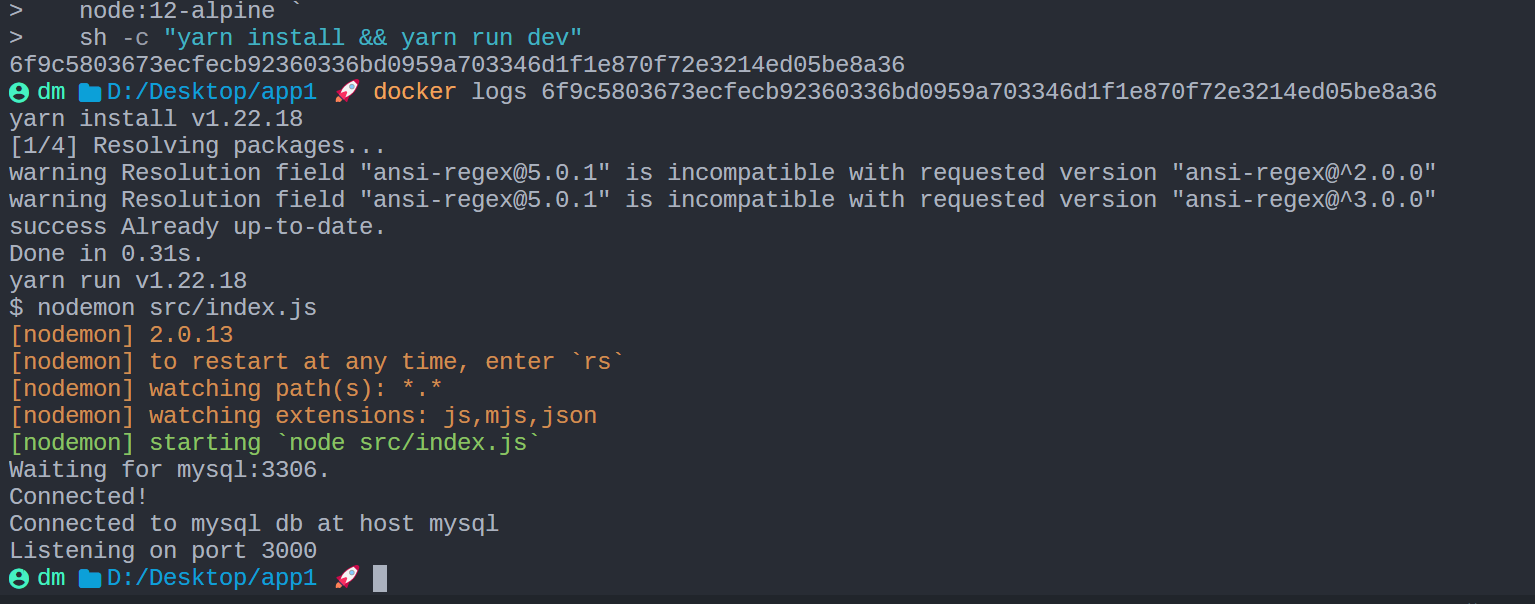 >    node:12-alpine `
>    sh -c "yarn install && yarn run dev"
6f9c5803673ecfecb92360336bd0959a703346d1f1e870f72e3214ed05be8a36
dm D:/Desktop/app1 🚀 docker logs 6f9c5803673ecfecb92360336bd0959a703346d1f1e870f72e3214ed05be8a36
yarn install v1.22.18
[1/4] Resolving packages...
warning Resolution field "ansi-regex@5.0.1" is incompatible with requested version "ansi-regex@^2.0.0"
warning Resolution field "ansi-regex@5.0.1" is incompatible with requested version "ansi-regex@^3.0.0"
success Already up-to-date.
Done in 0.31s.
yarn run v1.22.18
$ nodemon src/index.js
[nodemon] 2.0.13
[nodemon] to restart at any time, enter `rs`
[nodemon] watching path(s): *.*
[nodemon] watching extensions: js,mjs,json
[nodemon] starting `node src/index.js`
Waiting for mysql:3306.
Connected!
Connected to mysql db at host mysql
Listening on port 3000
dm D:/Desktop/app1 🚀